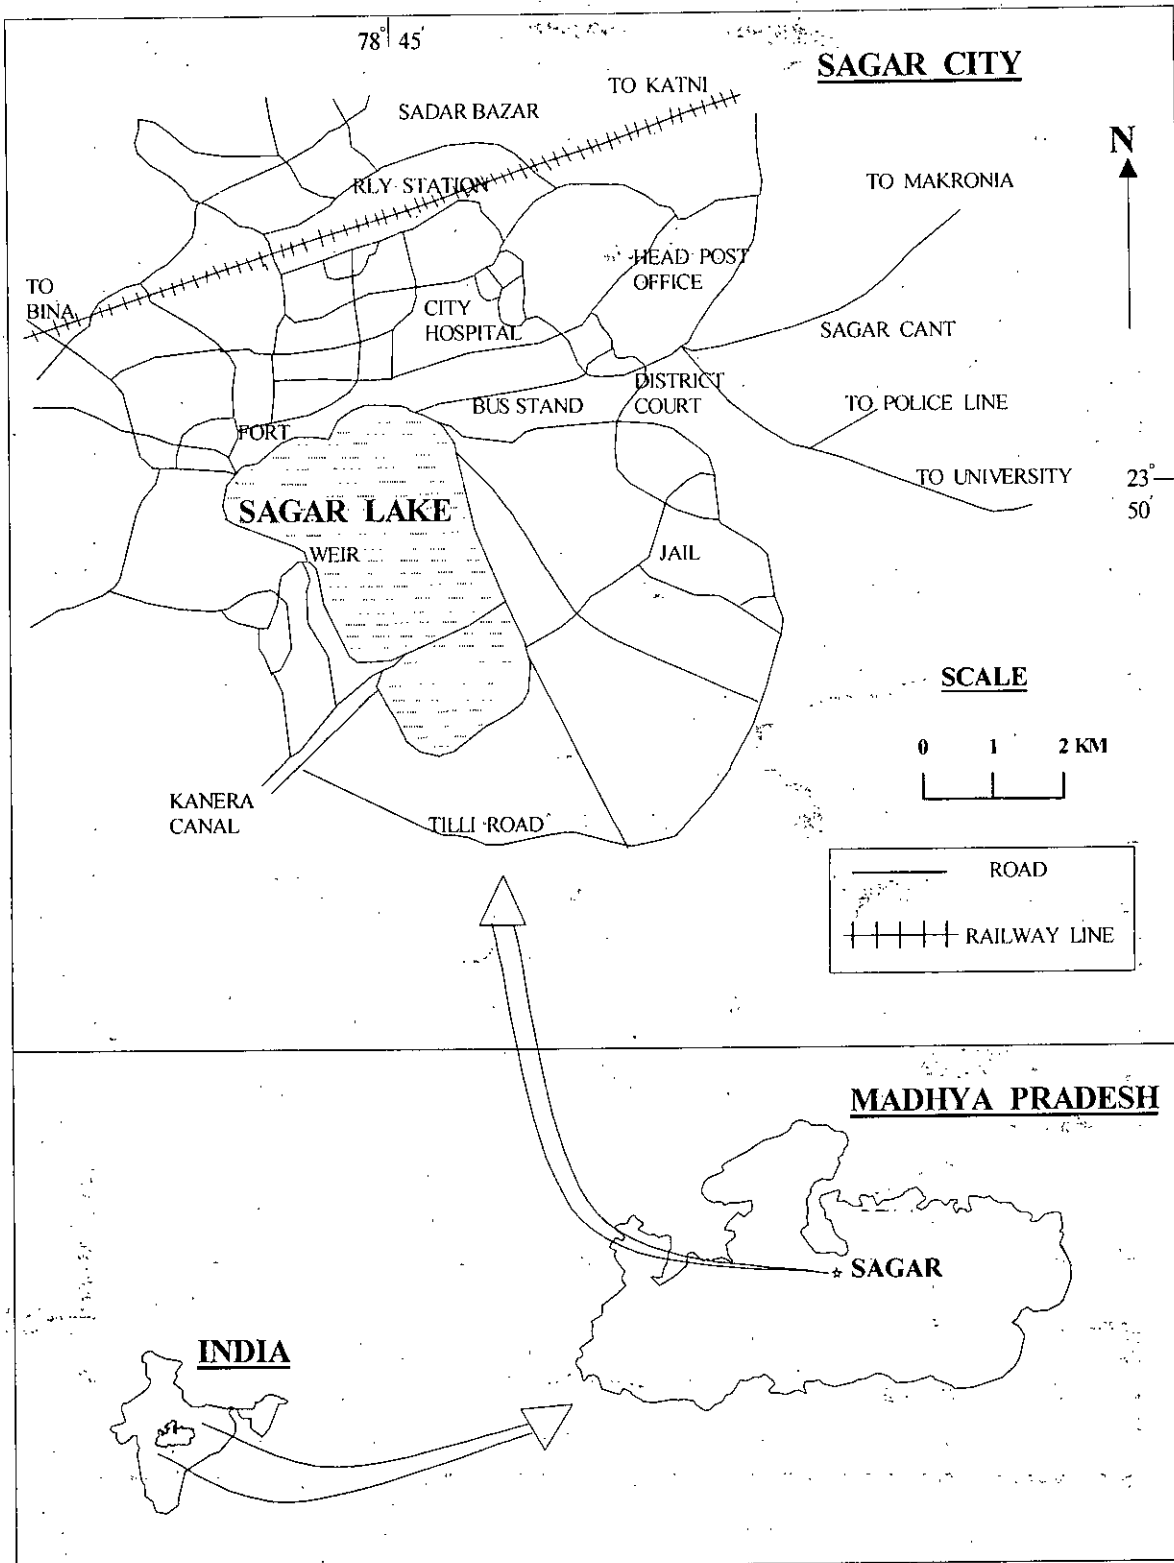 78° 45'
SAGAR CITY
TO KATNI
SADAR BAZAR
N
RLY STATION
TO MAKRONIA
HEAD POST
OFFICE
TO
BINA
CITY
HOSPITAL
SAGAR CANT
DISTRICT
COURT
BUS STAND
TO POLICE LINE
FORT
TO UNIVERSITY
23°
50'
SAGAR LAKE
WEIR
JAIL
SCALE
0 1 2 KM
KANERA
CANAL
TILLI ROAD
ROAD
RAILWAY LINE
MADHYA PRADESH
SAGAR
INDIA